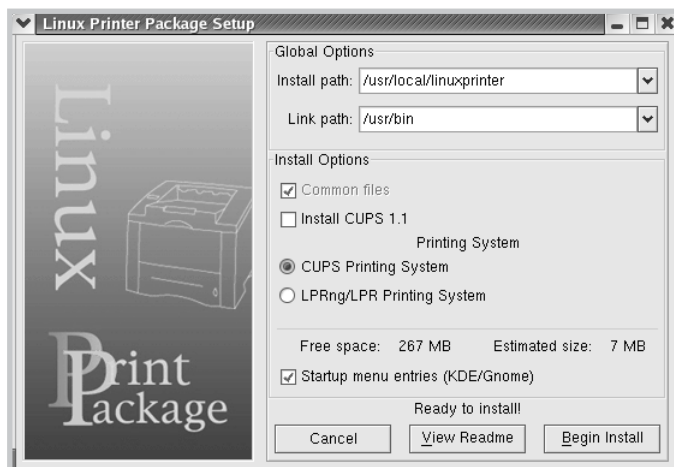 Linux Printer Package Setup
Linux
Print
Package
Global Options
Install path: /usr/local/linuxprinter
Link path: /usr/bin
Install Options
Common files
Install CUPS 1.1
Printing System
CUPS Printing System
LPRng/LPR Printing System
Free space: 267 MB Estimated size: 7 MB
Startup menu entries (KDE/Gnome)
Ready to install!
Cancel View Readme Begin Install